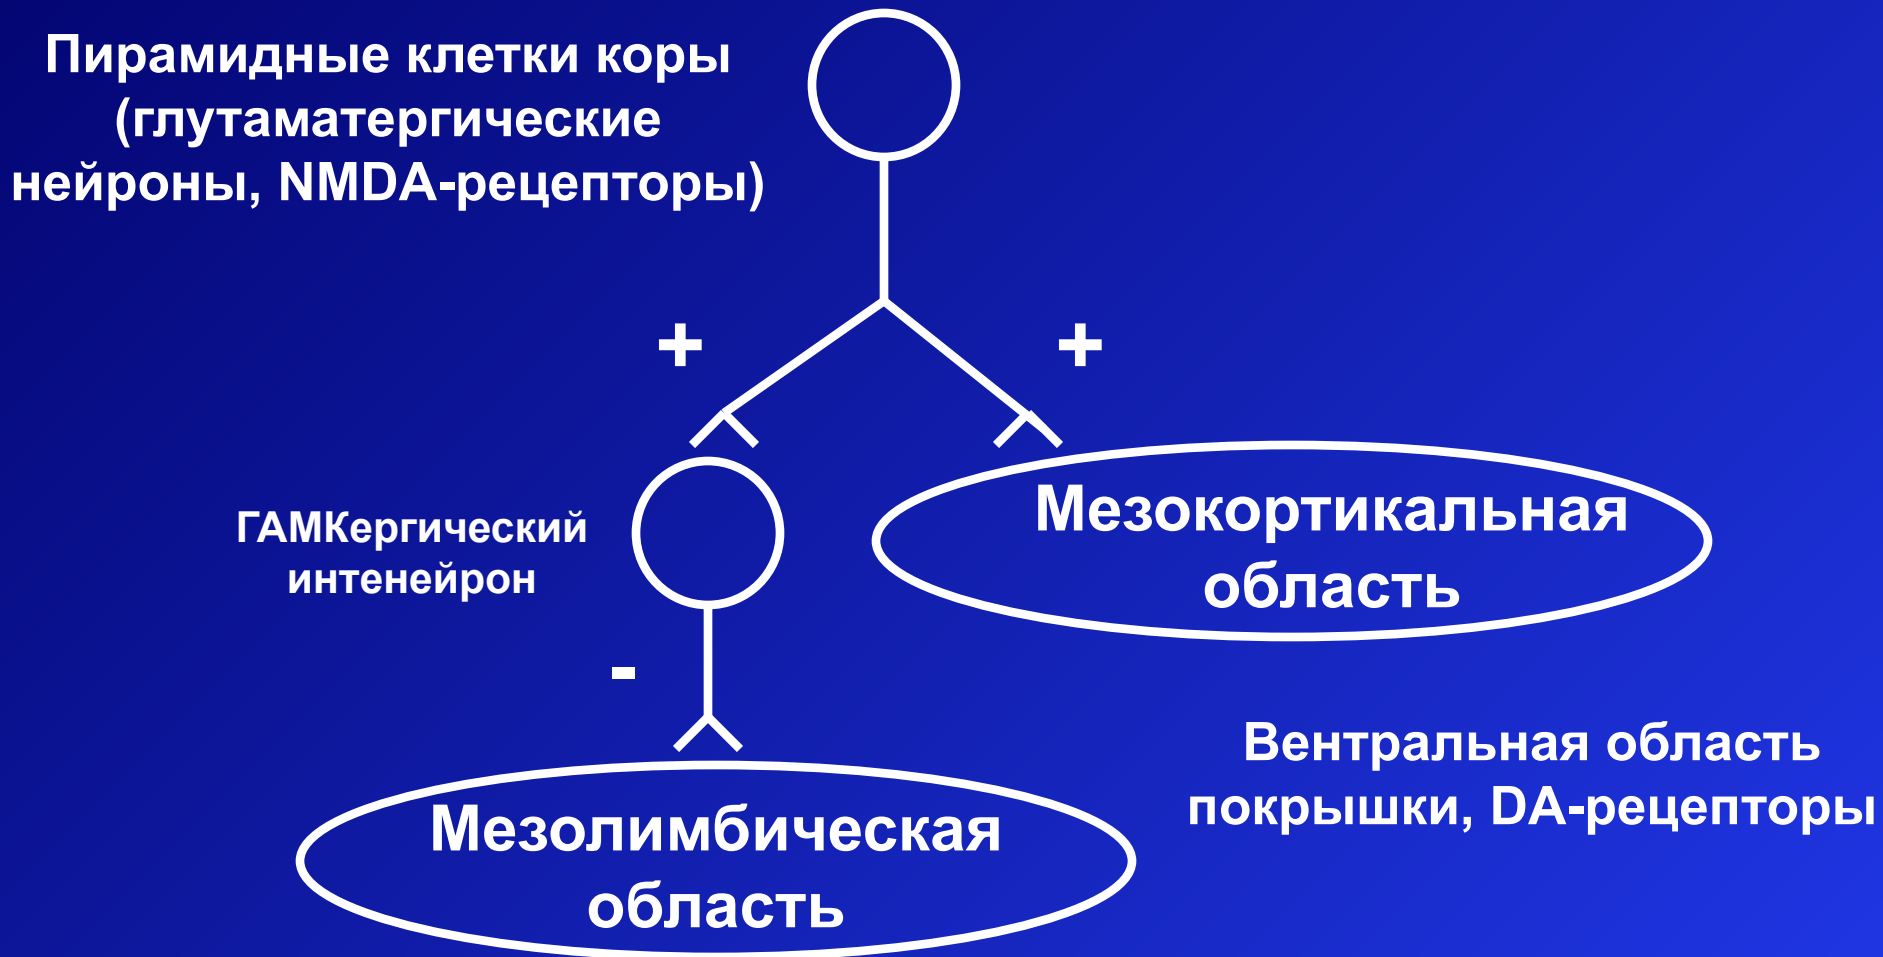 Пирамидные клетки коры
(глутаматергические
нейроны, NMDA-рецепторы)
+
+
ГАМКергический
интенейрон
Мезокортикальная
область
-
Вентральная область
покрышки, DA-рецепторы
Мезолимбическая
область